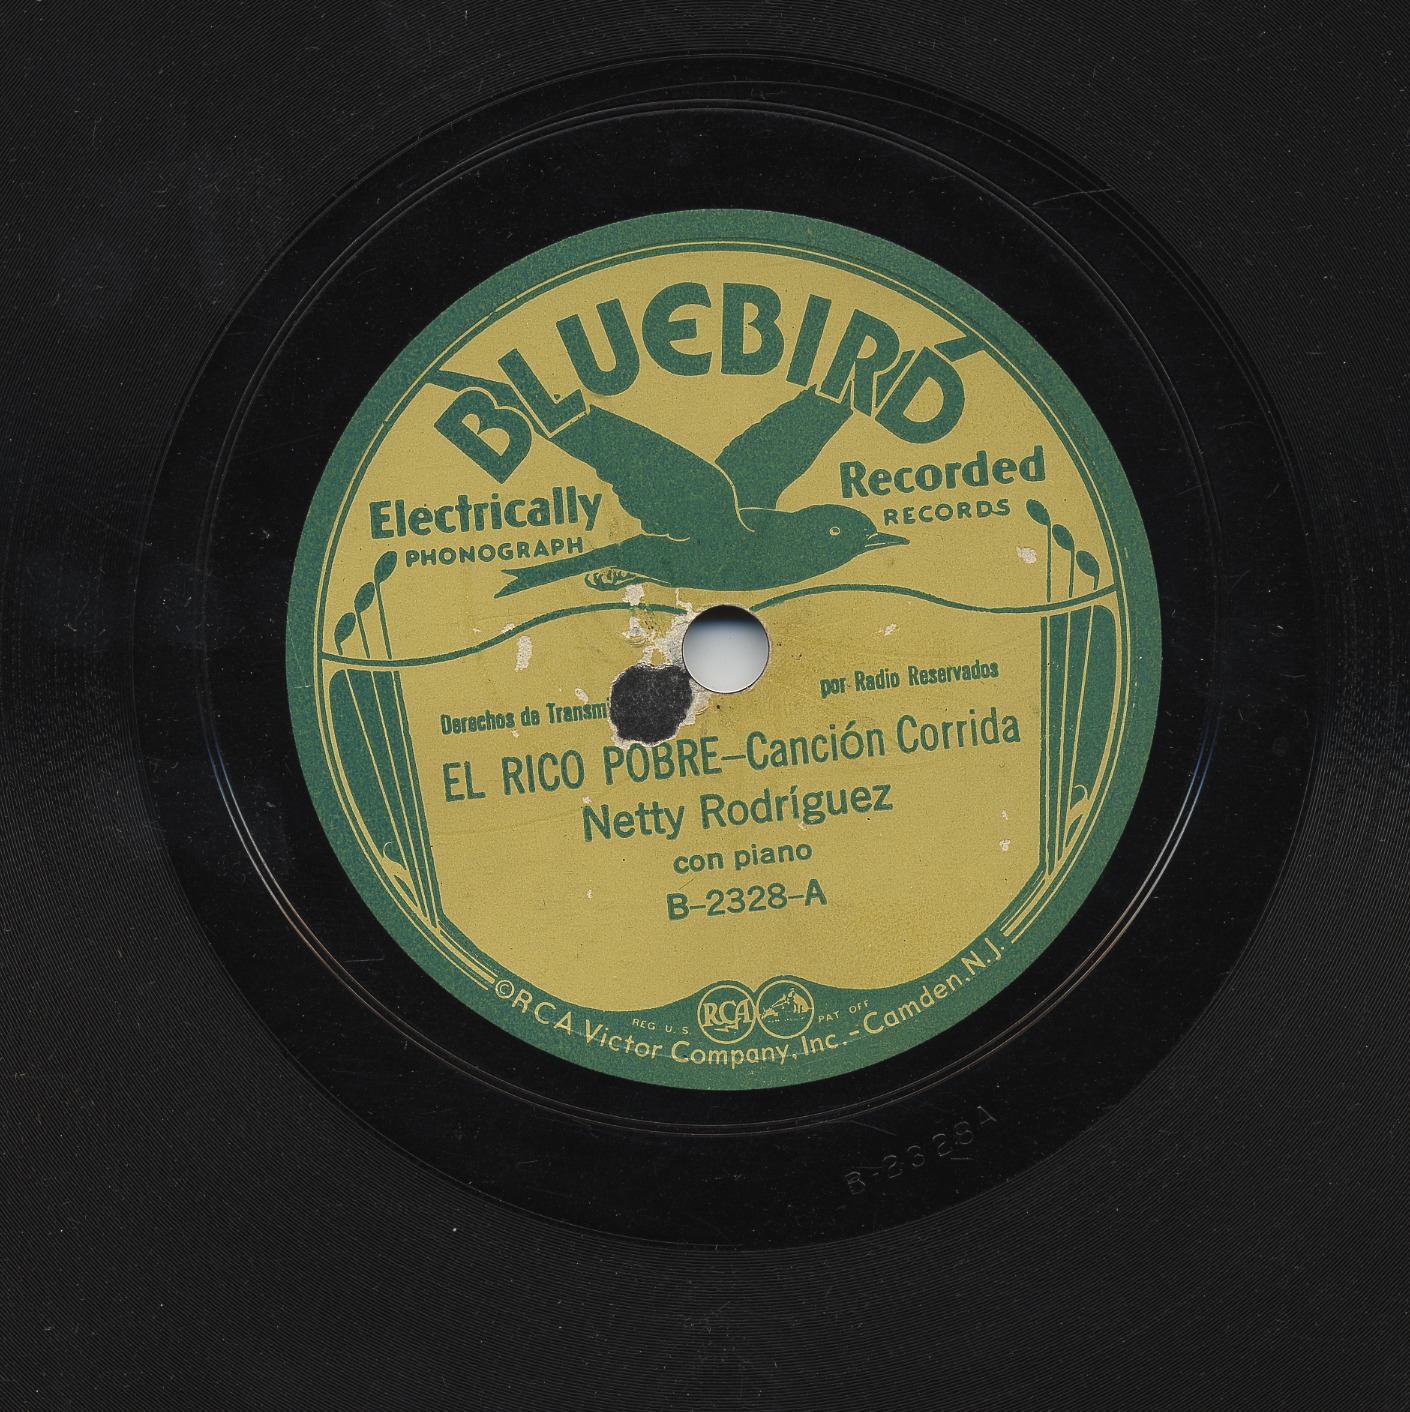 BLUEBIRD
Electrically Recorded
PHONOGRAPH RECORDS
Derechos de Transmi por Radio Reservados
EL RICO POBRE—Canción Corrida
Netty Rodríguez
con piano
B-2328-A
REG U.S. RCA PAT OFF
©RCA Victor Company, Inc.-Camden, N.J.
B-2328A